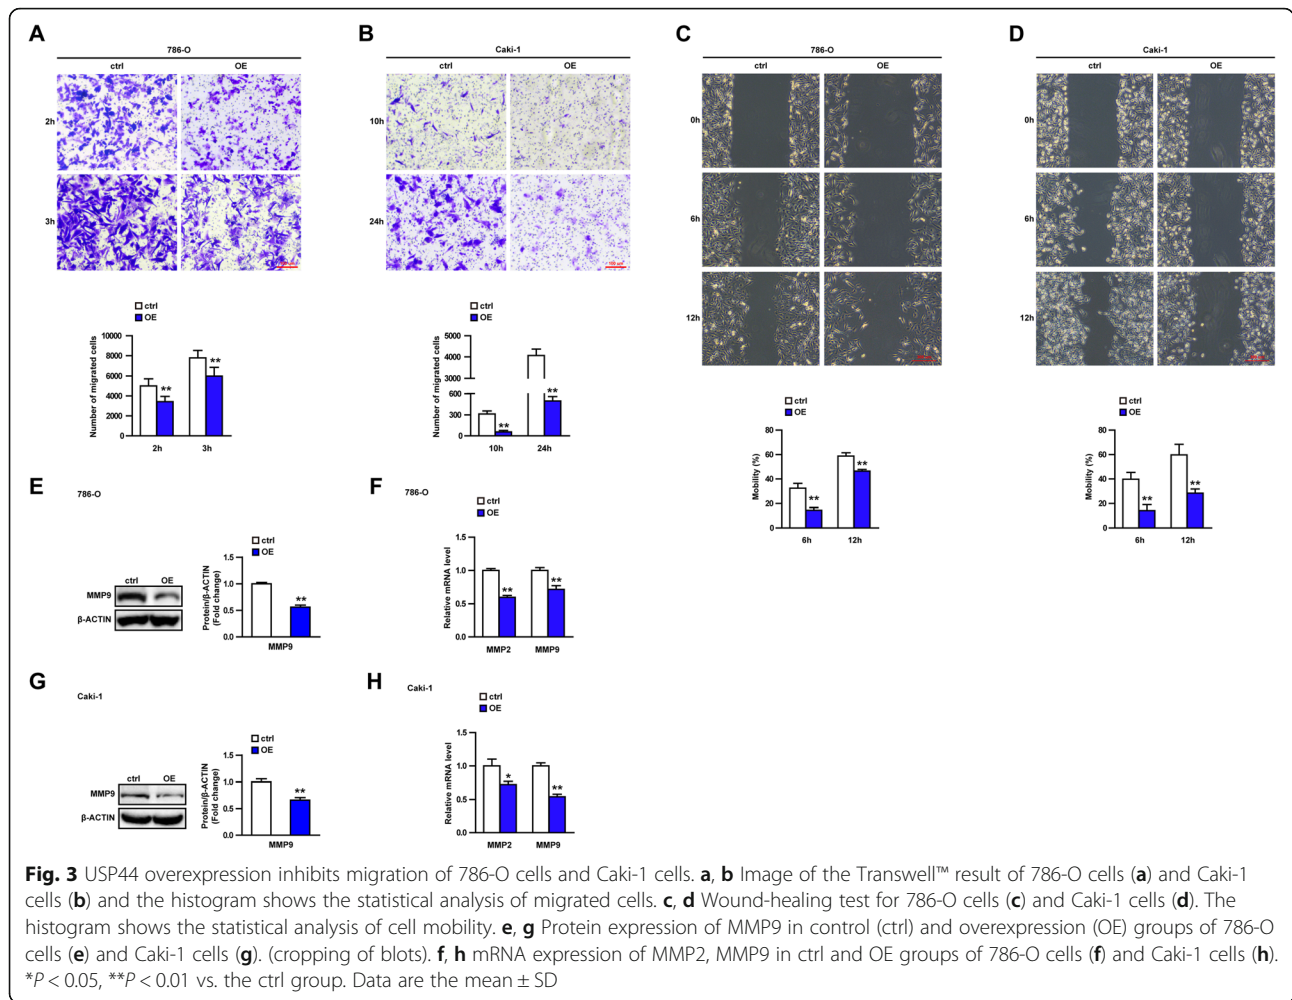 A
786-O
ctrl OE
2h
3h
100 μm
ctrl
OE
Number of migrated cells
10000
8000
6000
4000
2000
0
** **
2h 3h
B
Caki-1
ctrl OE
10h
24h
100 μm
ctrl
OE
Number of migrated cells
5000
4000
3000
600
300
0
** **
10h 24h
C
786-O
ctrl OE
0h
6h
12h
ctrl
OE
Mobility (%)
80
60
40
20
0
** **
6h 12h
D
Caki-1
ctrl OE
0h
6h
12h
ctrl
OE
Mobility (%)
80
60
40
20
0
** **
6h 12h
E
786-O
ctrl OE
MMP9
β-ACTIN
ctrl
OE
Protein/β-ACTIN
(Fold change)
1.5
1.0
0.5
0.0
**
MMP9
F
786-O
ctrl
OE
Relative mRNA level
1.5
1.0
0.5
0.0
** **
MMP2 MMP9
G
Caki-1
ctrl OE
MMP9
β-ACTIN
ctrl
OE
Protein/β-ACTIN
(Fold change)
1.5
1.0
0.5
0.0
**
MMP9
H
Caki-1
ctrl
OE
Relative mRNA level
1.5
1.0
0.5
0.0
* **
MMP2 MMP9
Fig. 3 USP44 overexpression inhibits migration of 786-O cells and Caki-1 cells. a, b Image of the Transwell™ result of 786-O cells (a) and Caki-1
cells (b) and the histogram shows the statistical analysis of migrated cells. c, d Wound-healing test for 786-O cells (c) and Caki-1 cells (d). The
histogram shows the statistical analysis of cell mobility. e, g Protein expression of MMP9 in control (ctrl) and overexpression (OE) groups of 786-O
cells (e) and Caki-1 cells (g). (cropping of blots). f, h mRNA expression of MMP2, MMP9 in ctrl and OE groups of 786-O cells (f) and Caki-1 cells (h).
*P < 0.05, **P < 0.01 vs. the ctrl group. Data are the mean ± SD